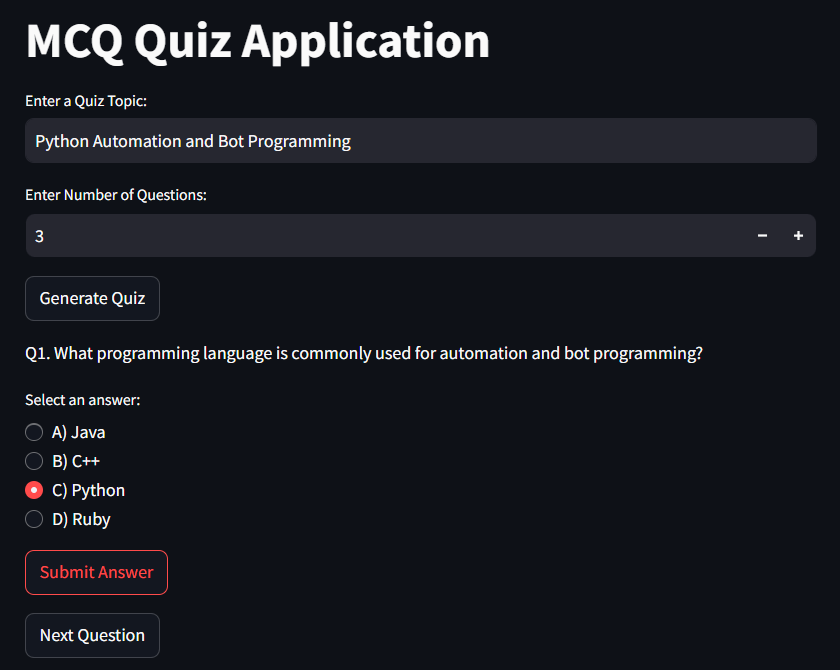 MCQ Quiz Application
Enter a Quiz Topic:
Python Automation and Bot Programming
Enter Number of Questions:
3 − +
Generate Quiz
Q1. What programming language is commonly used for automation and bot programming?
Select an answer:
A) Java
B) C++
C) Python
D) Ruby
Submit Answer
Next Question